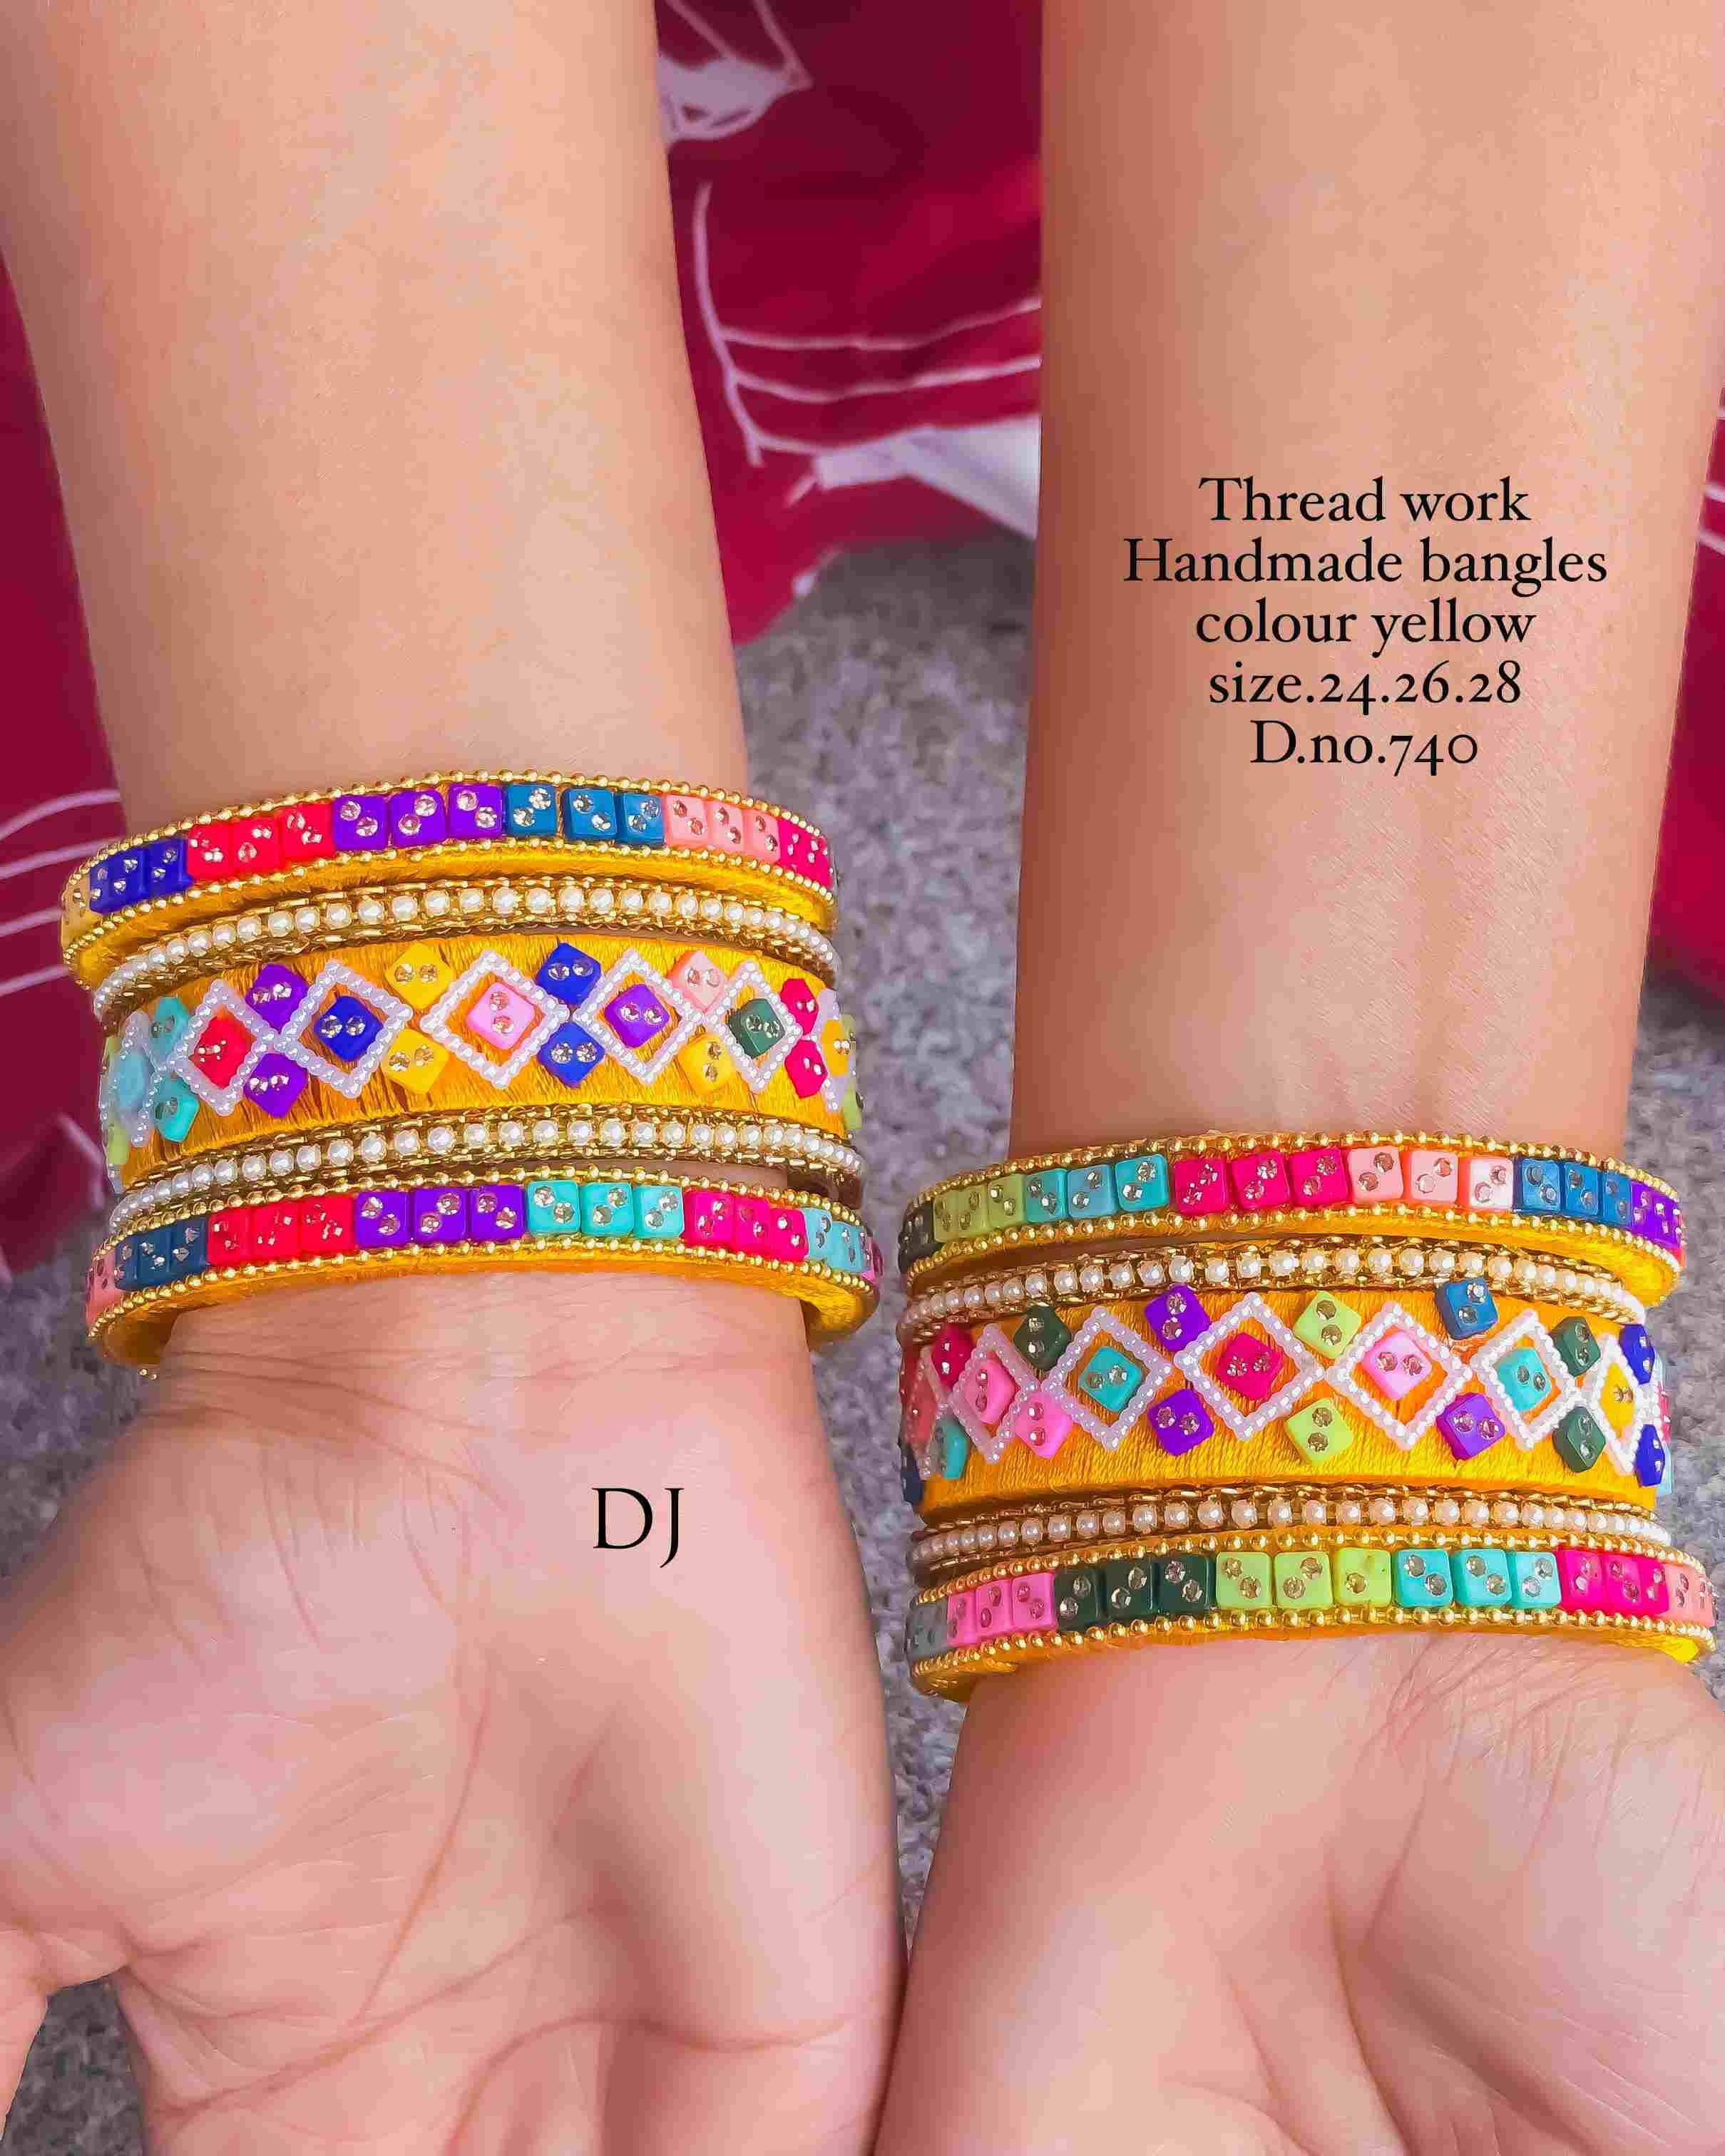 Thread work
Handmade bangles
colour yellow
size.24.26.28
D.no.740
DJ